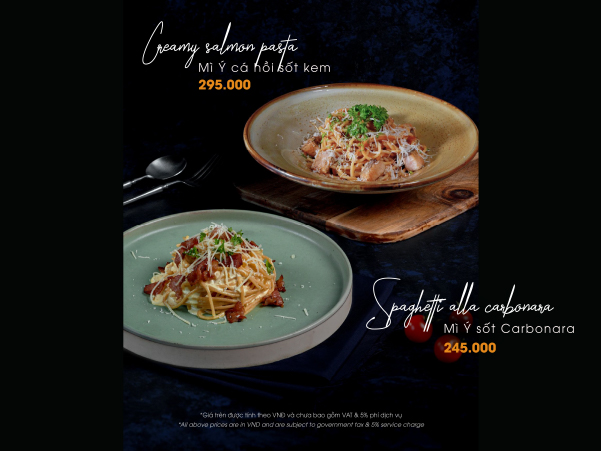 Creamy salmon pasta
Mì Ý cá hồi sốt kem
295.000
Spaghetti alla carbonara
Mì Ý sốt Carbonara
245.000
*Giá trên được tính theo VND và chưa bao gồm VAT & 5% phí dịch vụ
*All above prices are in VND and are subject to government tax & 5% service charge